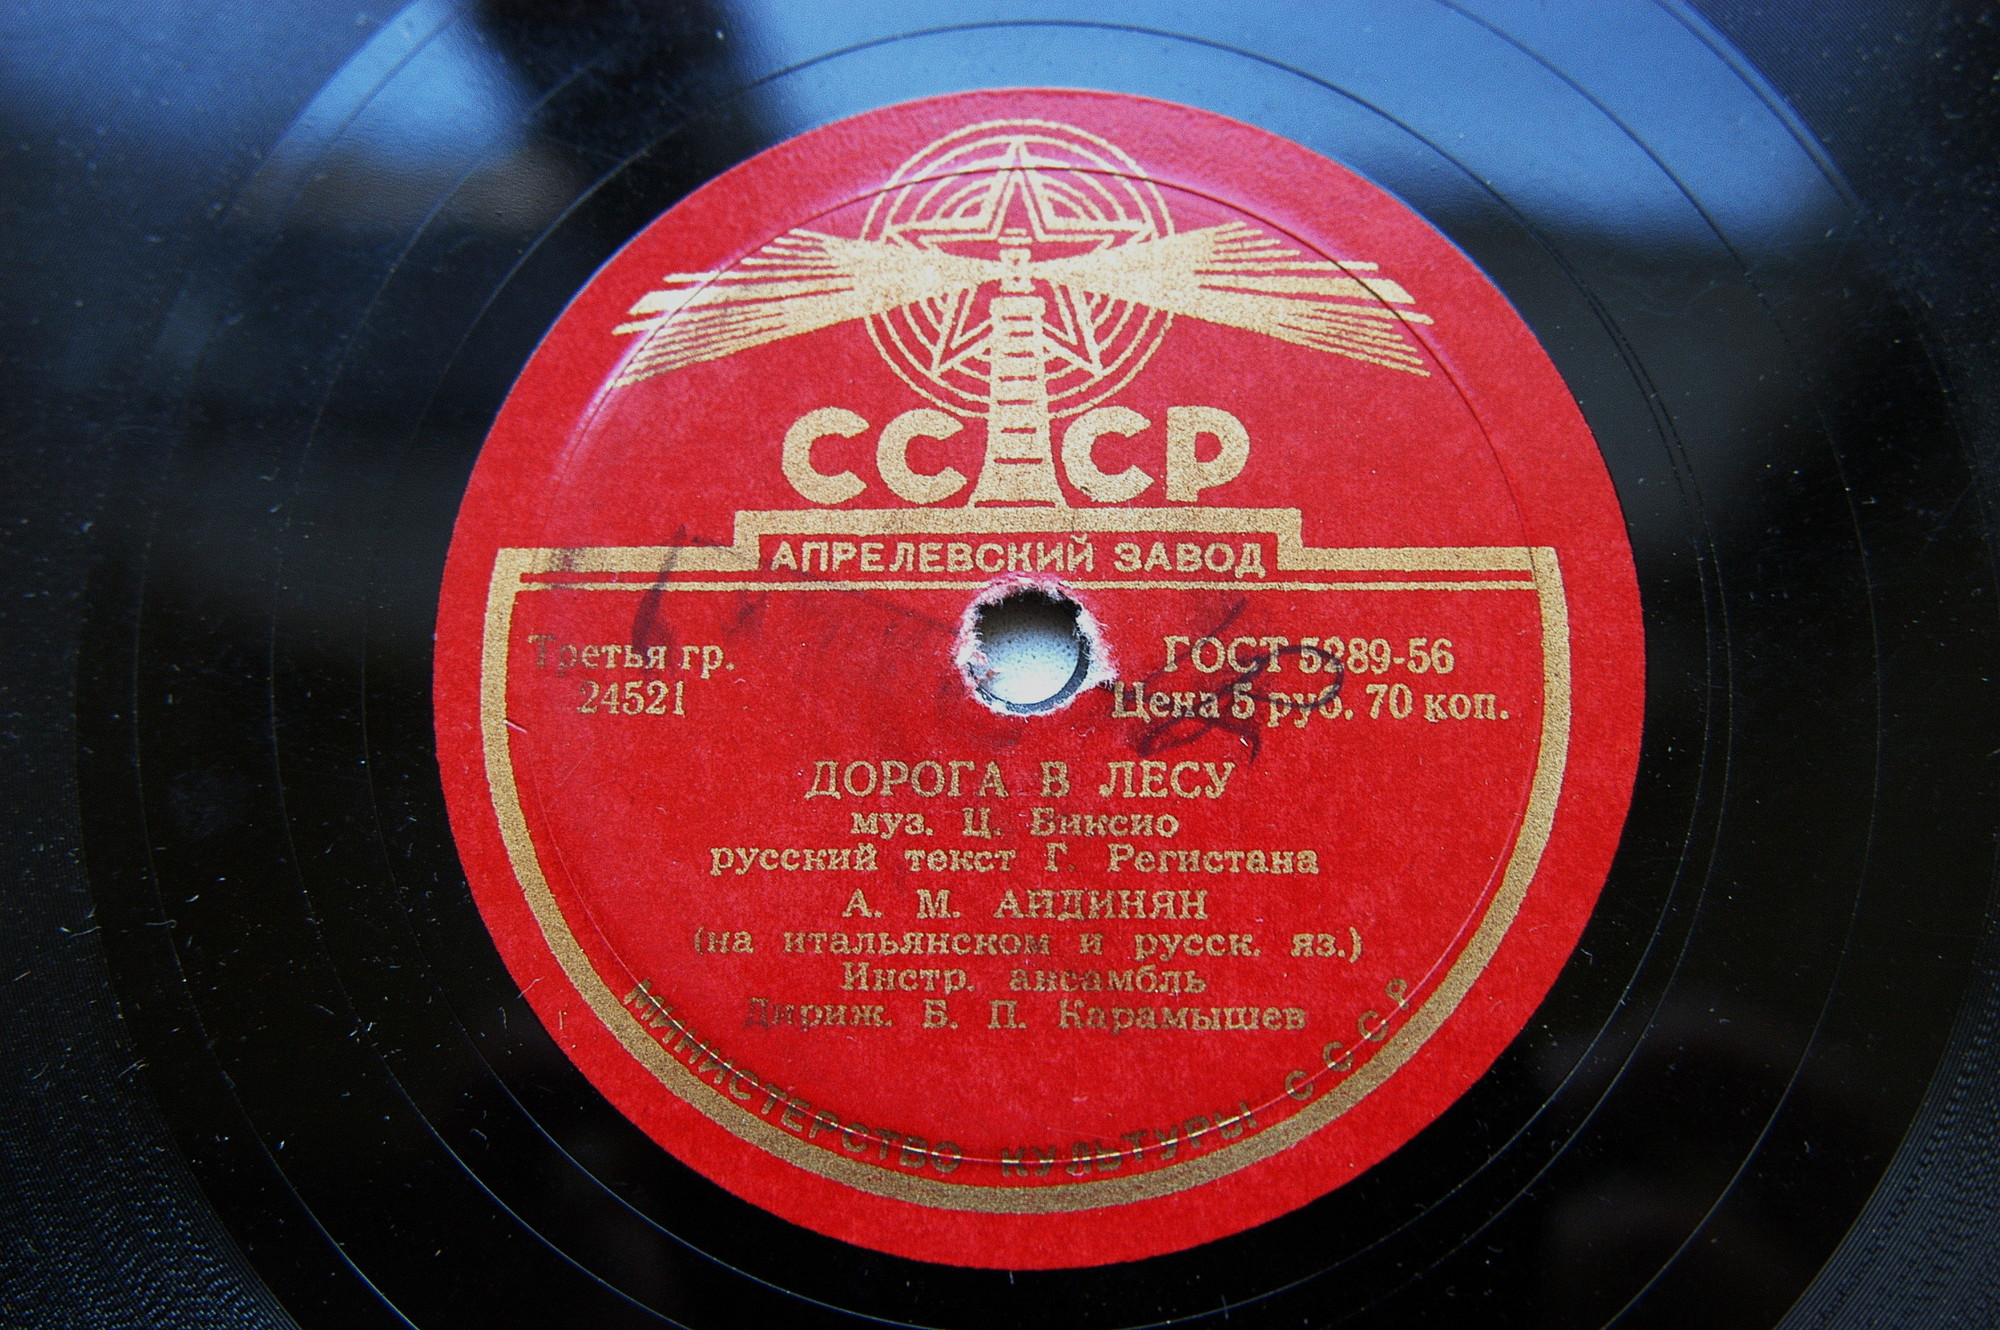 СССР
АПРЕЛЕВСКИЙ ЗАВОД
Третья гр.
24521
ГОСТ 5289-56
Цена 5 руб. 70 коп.
ДОРОГА В ЛЕСУ
муз. Ц. Биксио
русский текст Г. Регистана
А. М. АЙДИНЯН
(на итальянском и русск. яз.)
Инстр. ансамбль
Дириж. Б. П. Карамышев
МИНИСТЕРСТВО КУЛЬТУРЫ СССР